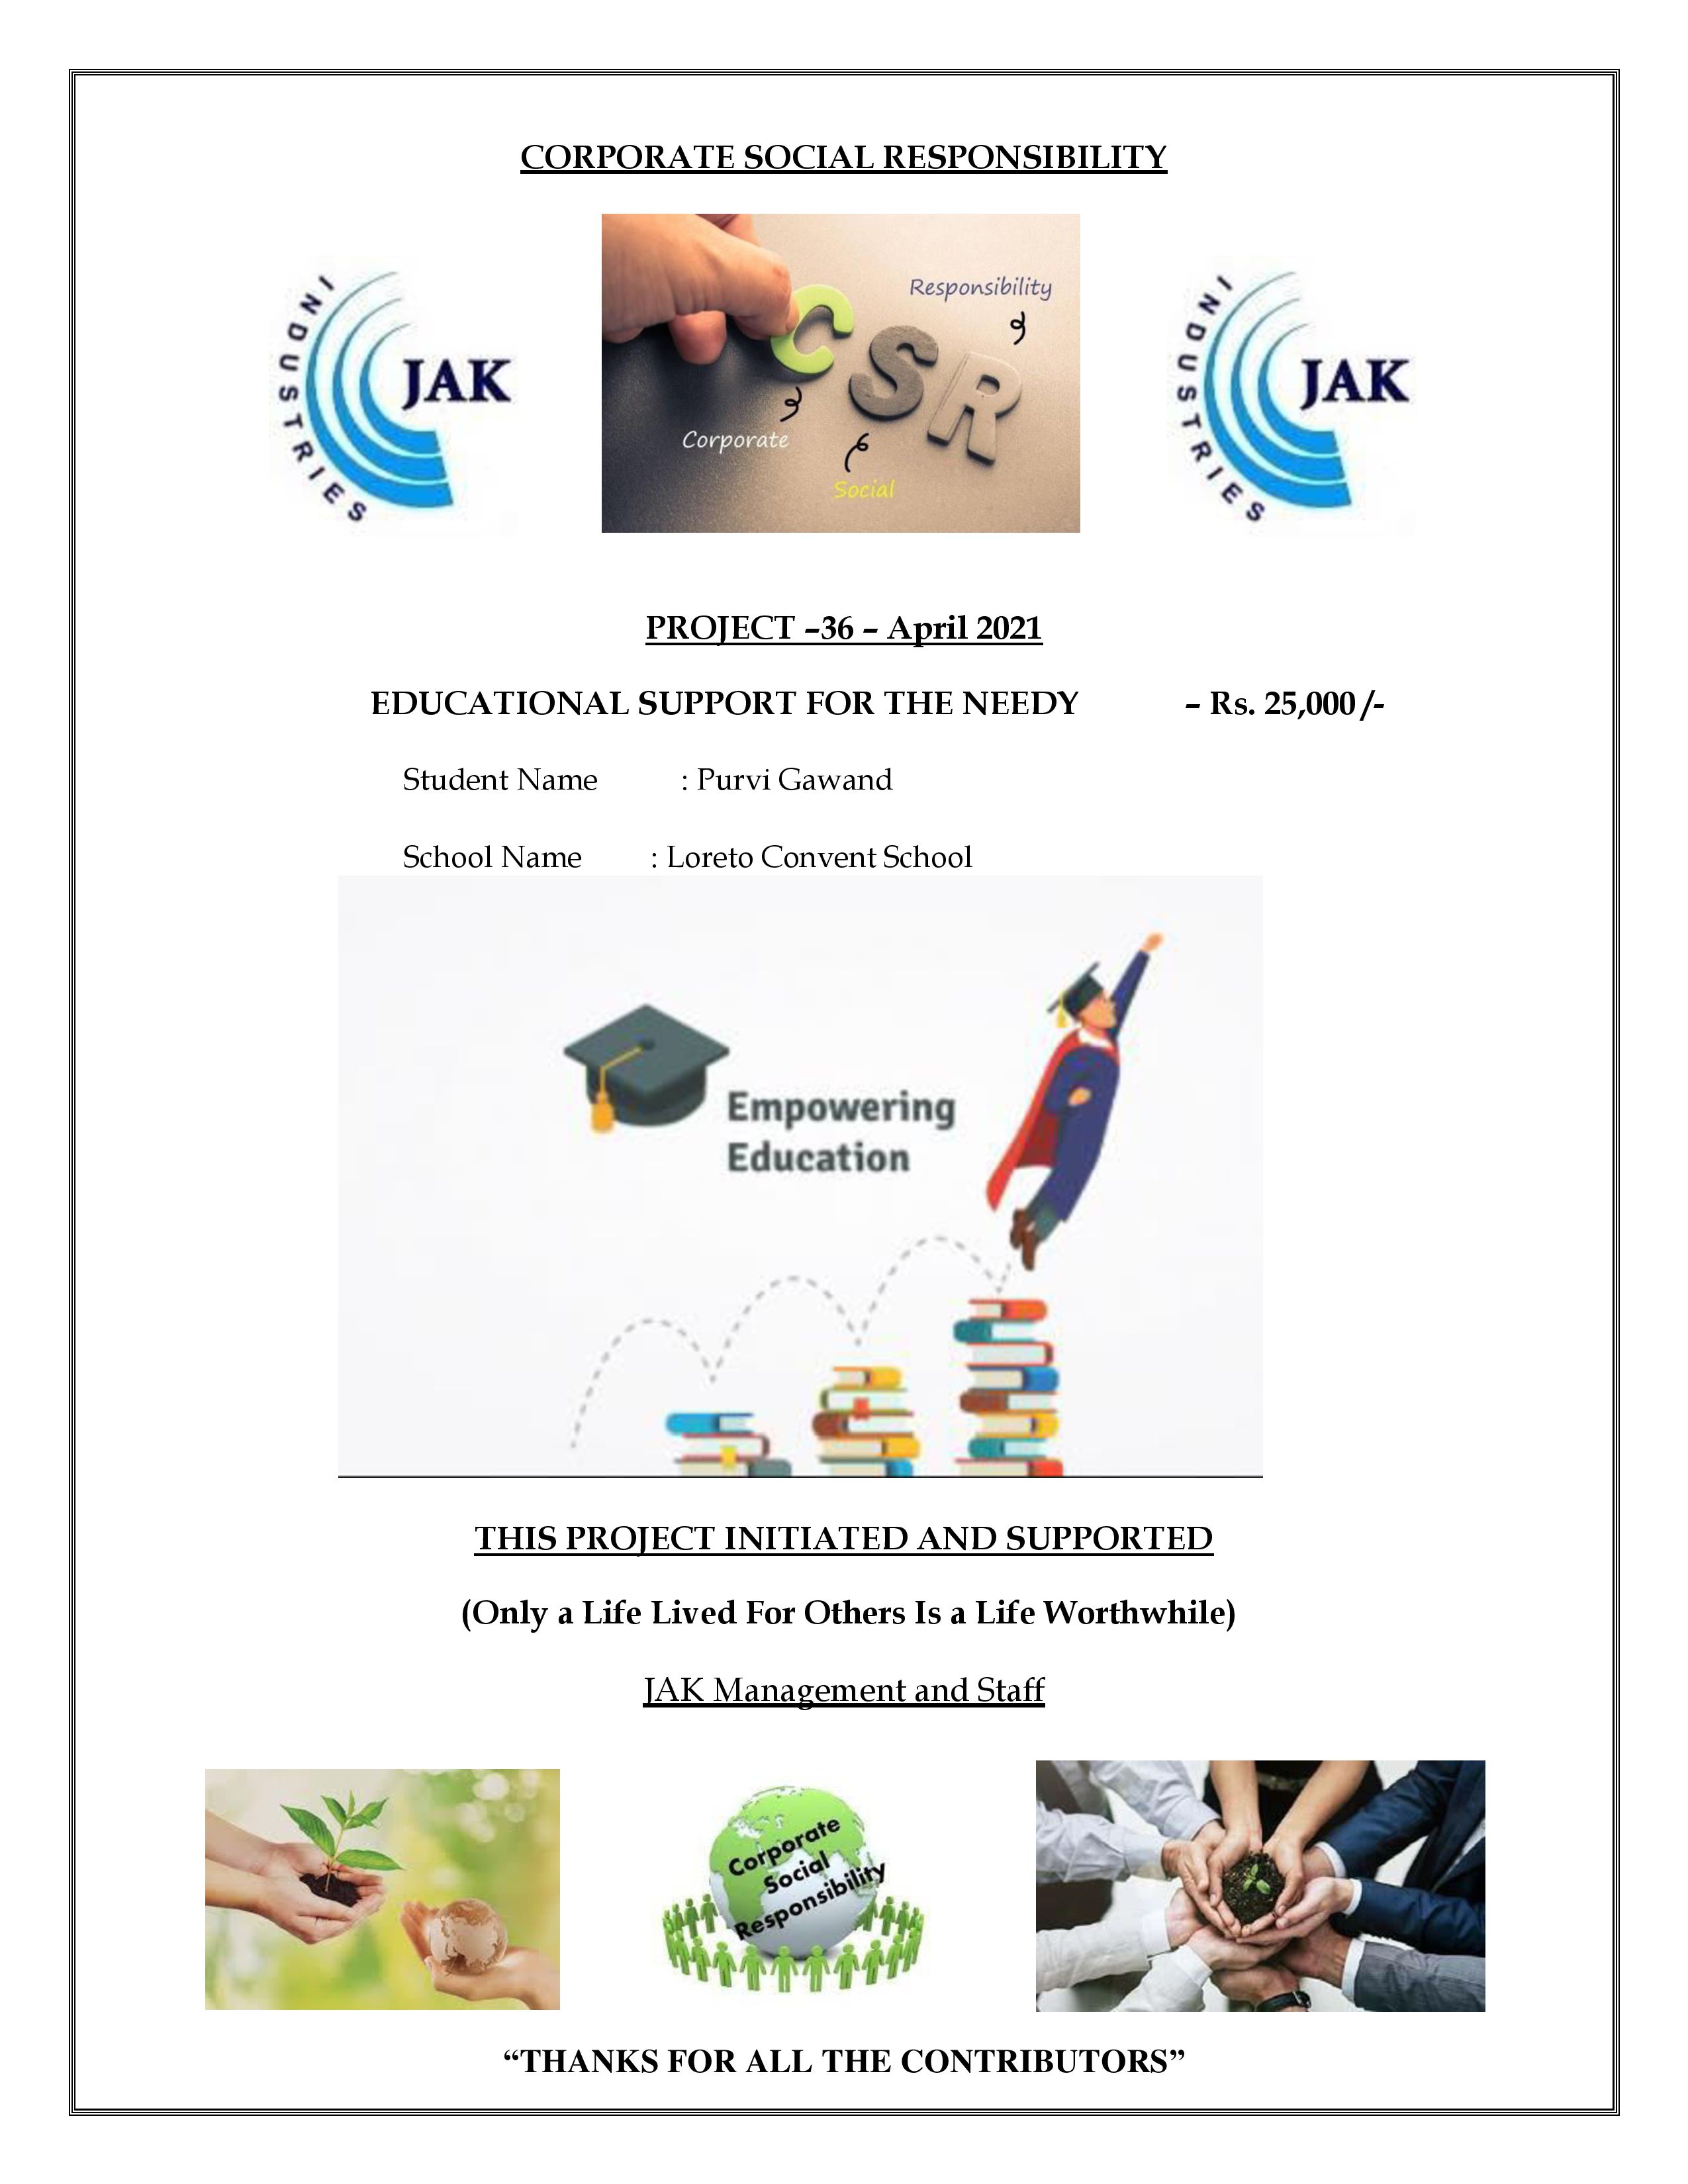 CORPORATE SOCIAL RESPONSIBILITY
INDUSTRIES
JAK
C S R
Responsibility
Corporate
Social
INDUSTRIES
JAK
PROJECT –36 – April 2021
EDUCATIONAL SUPPORT FOR THE NEEDY – Rs. 25,000/-
Student Name : Purvi Gawand
School Name : Loreto Convent School
Empowering
Education
THIS PROJECT INITIATED AND SUPPORTED
(Only a Life Lived For Others Is a Life Worthwhile)
JAK Management and Staff
Corporate
Social
Responsibility
“THANKS FOR ALL THE CONTRIBUTORS”